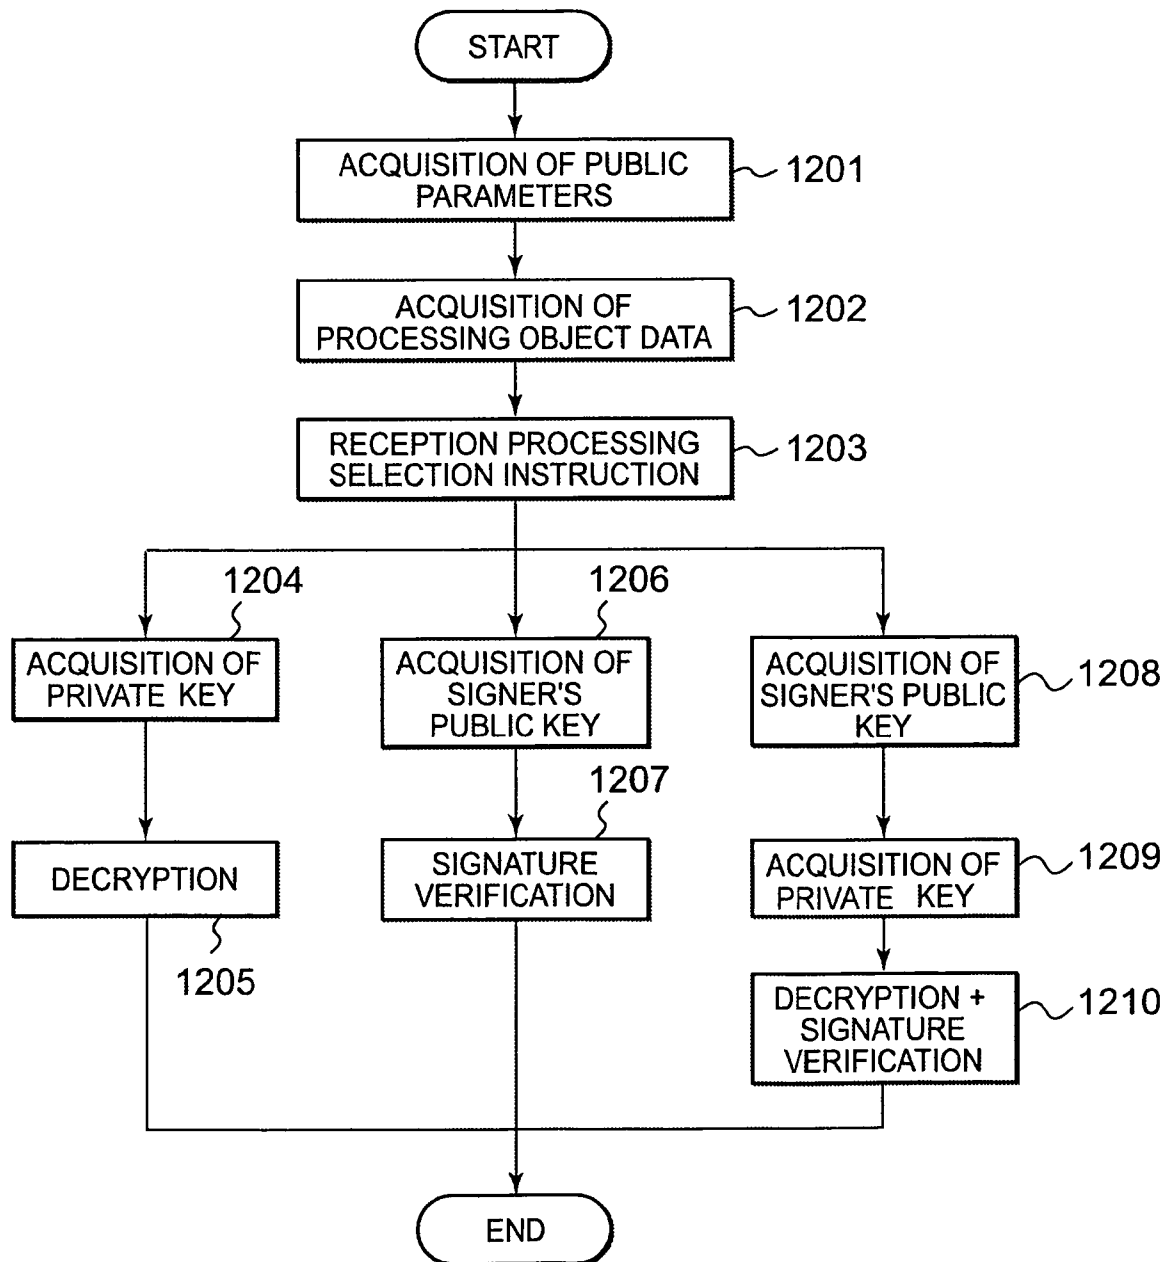 START
ACQUISITION OF PUBLIC
PARAMETERS
1201
ACQUISITION OF
PROCESSING OBJECT DATA
1202
RECEPTION PROCESSING
SELECTION INSTRUCTION
1203
1204
ACQUISITION OF
PRIVATE KEY
DECRYPTION
1205
1206
ACQUISITION OF
SIGNER'S
PUBLIC KEY
1207
SIGNATURE
VERIFICATION
ACQUISITION OF
SIGNER'S PUBLIC
KEY
1208
ACQUISITION OF
PRIVATE KEY
1209
DECRYPTION +
SIGNATURE
VERIFICATION
1210
END